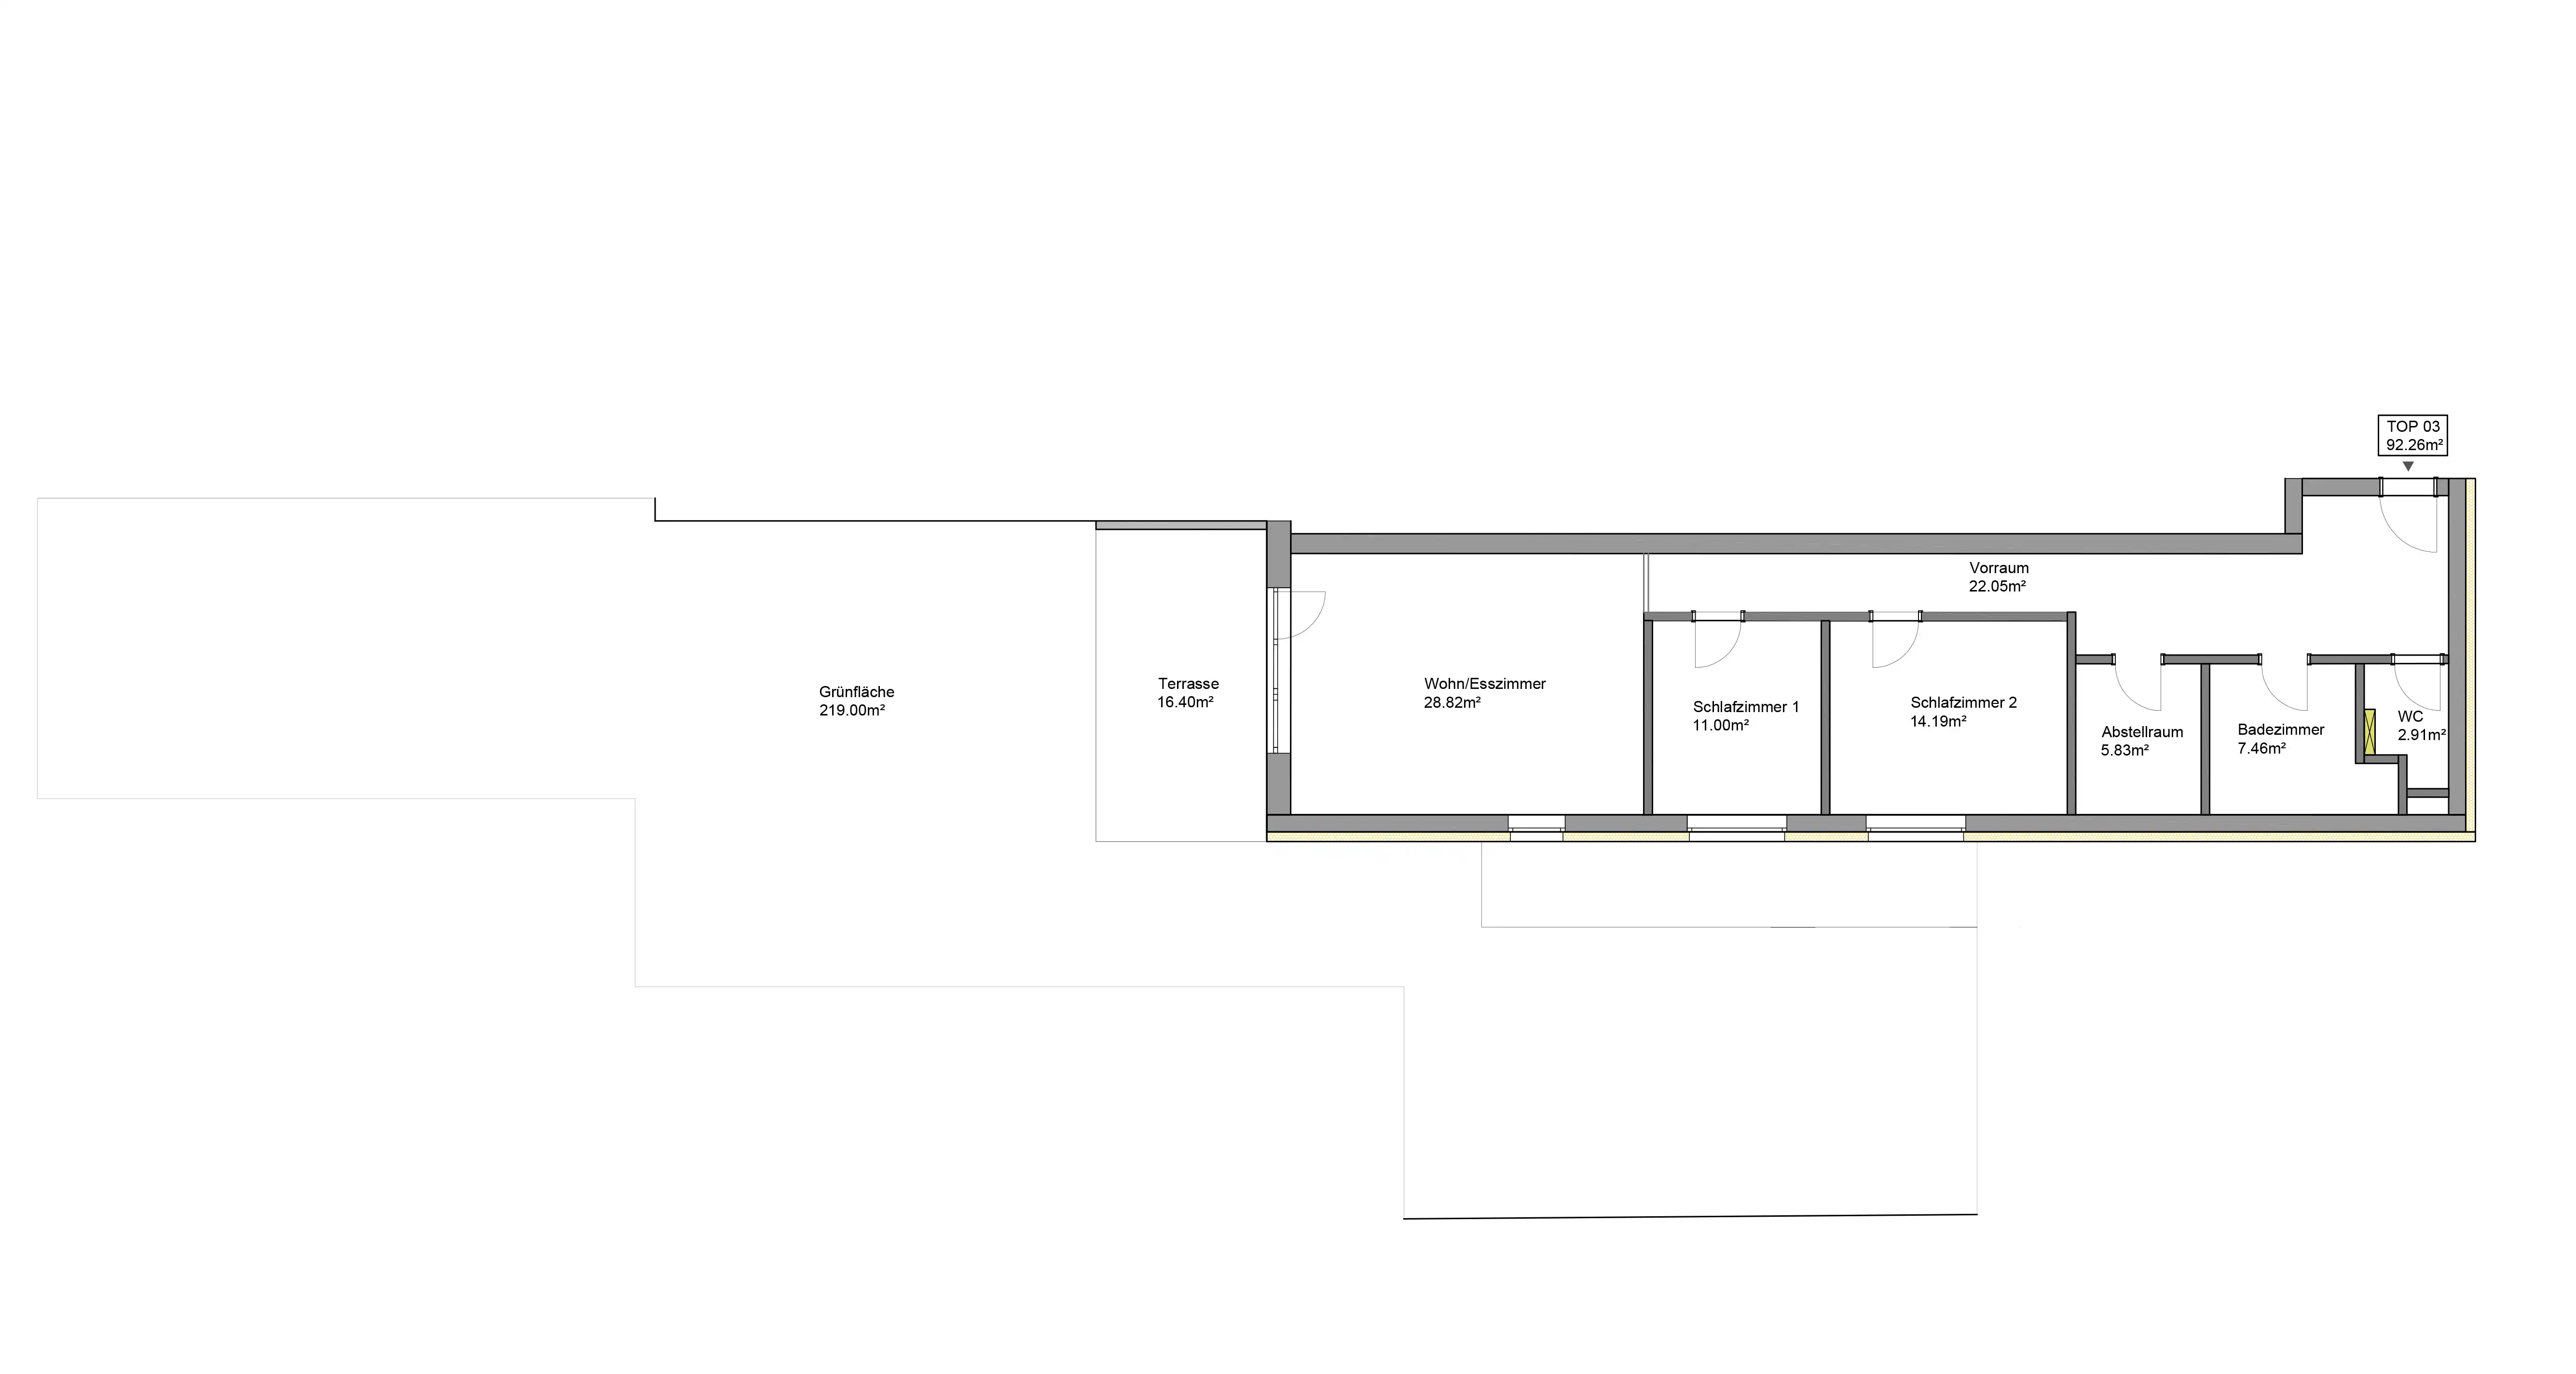 TOP 03
92.26m²
Vorraum
22.05m²
Grünfläche
219.00m²
Terrasse
16.40m²
Wohn/Esszimmer
28.82m²
Schlafzimmer 1
11.00m²
Schlafzimmer 2
14.19m²
Abstellraum
5.83m²
Badezimmer
7.46m²
WC
2.91m²